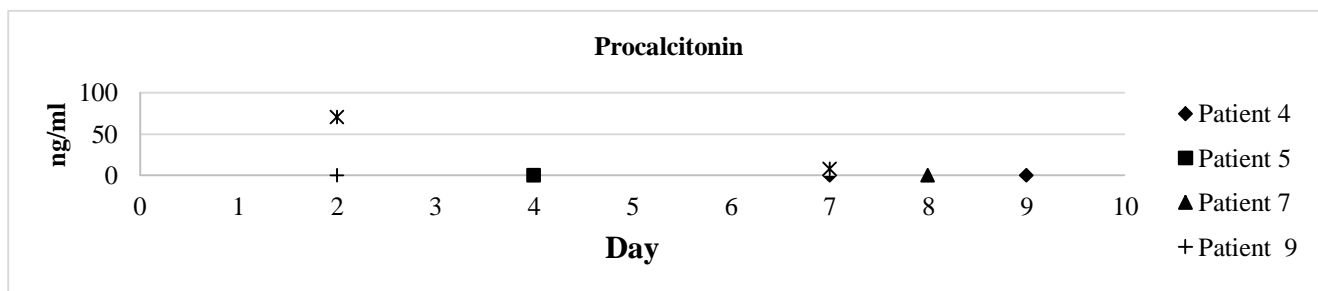 Procalcitonin
ng/ml
100
50
0
0 1 2 3 4 5 6 7 8 9 10
Day
Patient 4
Patient 5
Patient 7
Patient 9